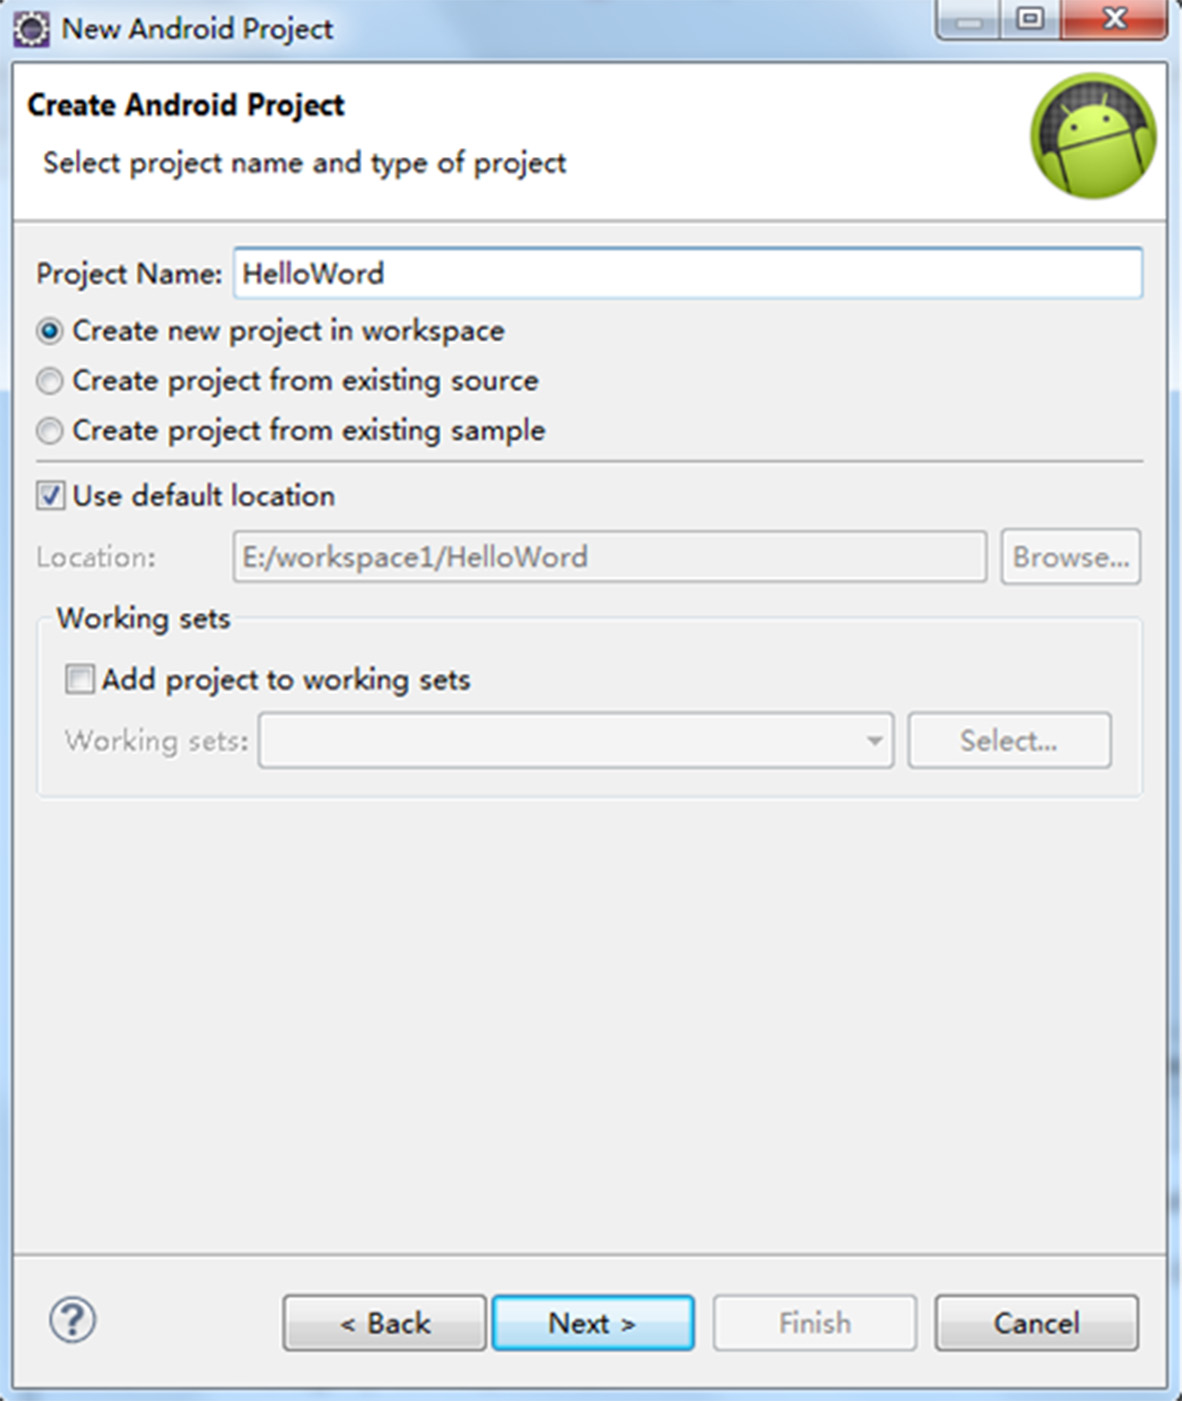 New Android Project
Create Android Project
Select project name and type of project
Project Name: HelloWord
Create new project in workspace
Create project from existing source
Create project from existing sample
Use default location
Location: E:/workspace1/HelloWord Browse...
Working sets
Add project to working sets
Working sets: Select...
? < Back Next > Finish Cancel